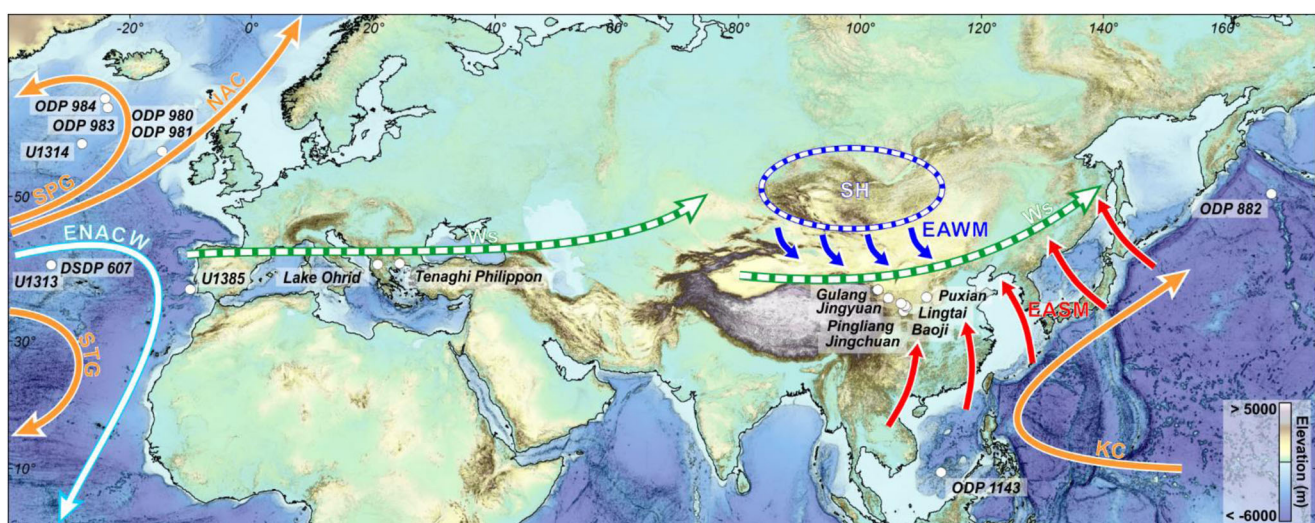 -20° 0° 20° 40° 60° 80° 100° 120° 140° 160°
NAC
ODP 984 ODP 980
ODP 983 ODP 981
U1314
SPG
50°
SH
Ws
ODP 882
ENACW
Ws
EAWM
DSDP 607
U1313
U1385
Lake Ohrid
Tenaghi Philippon
Gulang
Jingyuan
Pingliang
Jingchuan
Puxian
Lingtai
Baoji
EASM
30°
STG
10°
KC
ODP 1143
> 5000
Elevation (m)
< -6000